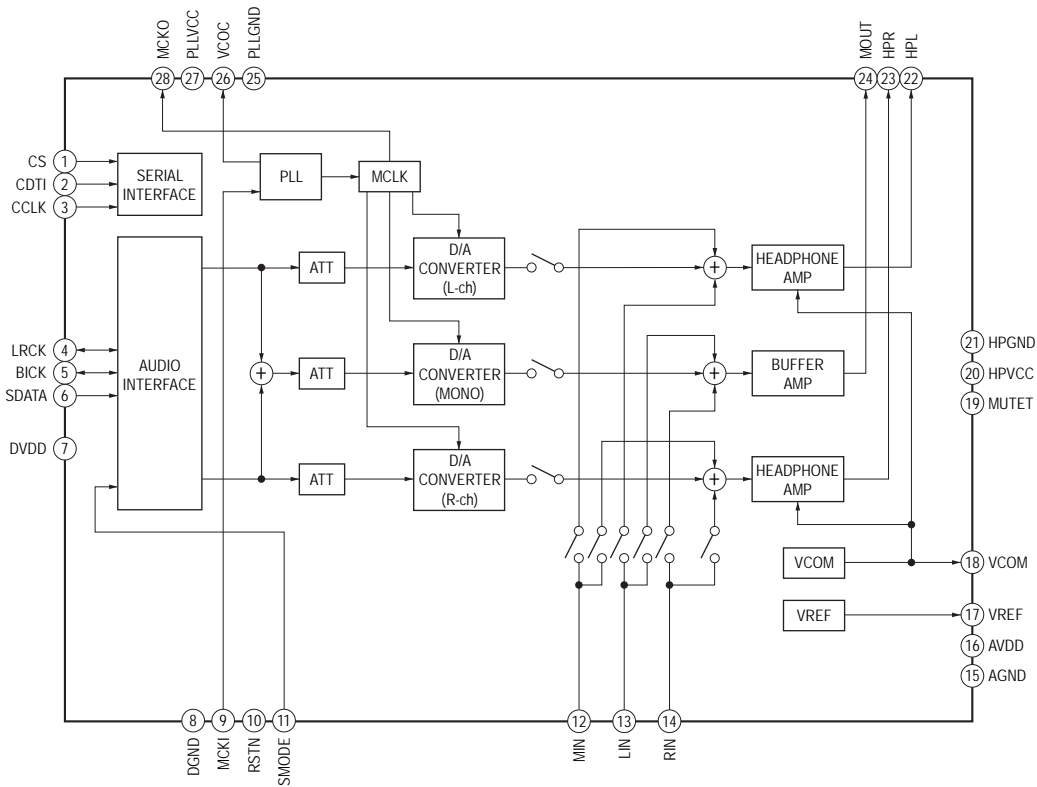 MCKO
PLLVCC
VCOC
PLLGND
MOUT
HPR
HPL
28
27
26
25
24
23
22
CS
1
CDTI
2
CCLK
3
SERIAL
INTERFACE
PLL
MCLK
D/A
CONVERTER
(L-ch)
ATT
+
HEADPHONE
AMP
LRCK
4
BICK
5
SDATA
6
DVDD
7
AUDIO
INTERFACE
+
ATT
D/A
CONVERTER
(MONO)
+
BUFFER
AMP
21
HPGND
20
HPVCC
19
MUTET
ATT
D/A
CONVERTER
(R-ch)
+
HEADPHONE
AMP
VCOM
18
VCOM
VREF
17
VREF
16
AVDD
15
AGND
8
9
10
11
12
13
14
DGND
MCKI
RSTN
SMODE
MIN
LIN
RIN